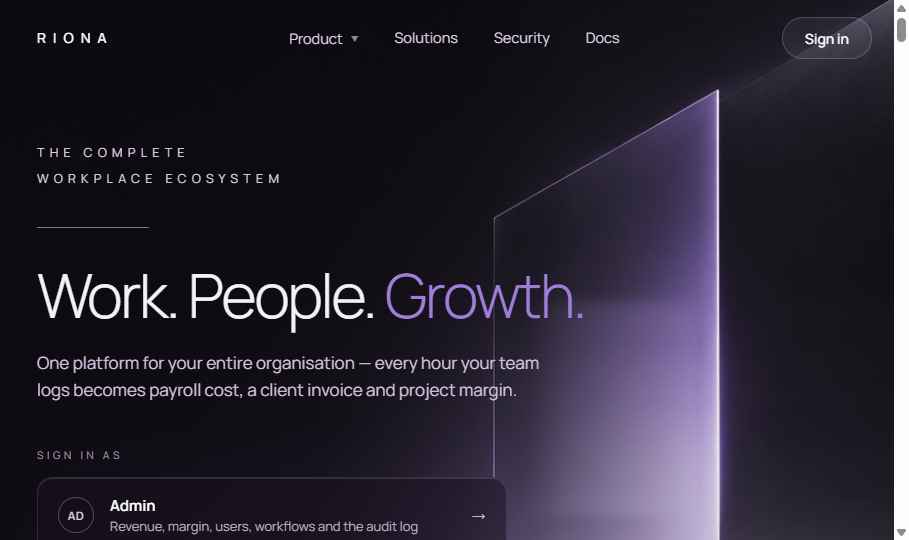 RIONA
Product
Solutions
Security
Docs
Sign in
THE COMPLETE
WORKPLACE ECOSYSTEM
Work. People. Growth.
One platform for your entire organisation — every hour your team
logs becomes payroll cost, a client invoice and project margin.
SIGN IN AS
AD
Admin
Revenue, margin, users, workflows and the audit log
→